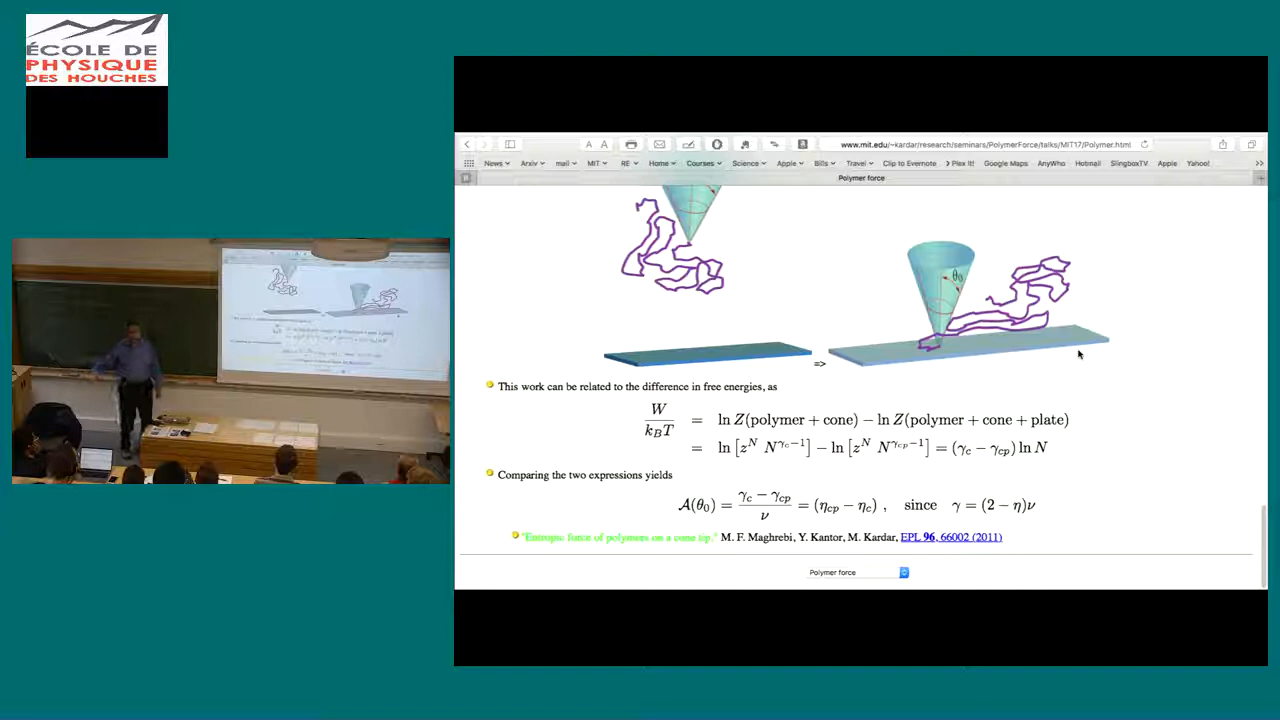 ÉCOLE DE
PHYSIQUE
DES HOUCHES
A A
www.mit.edu/~kardar/research/seminars/PolymerForce/talks/MIT17/Polymer.html
News Arxiv mail MIT RE Home Courses Science Apple Bills Travel Clip to Evernote > Plex It! Google Maps AnyWho Hotmail SlingboxTV Apple Yahoo! >>
Polymer force
θ₀
=>
This work can be related to the difference in free energies, as
W/k_BT = ln Z(polymer + cone) − ln Z(polymer + cone + plate)
= ln [z^N N^{γ_c−1}] − ln [z^N N^{γ_cp−1}] = (γ_c − γ_cp) ln N
Comparing the two expressions yields
A(θ₀) = (γ_c − γ_cp)/ν = (η_cp − η_c) , since γ = (2 − η)ν
"Entropic force of polymers on a cone tip," M. F. Maghrebi, Y. Kantor, M. Kardar, EPL 96, 66002 (2011)
Polymer force